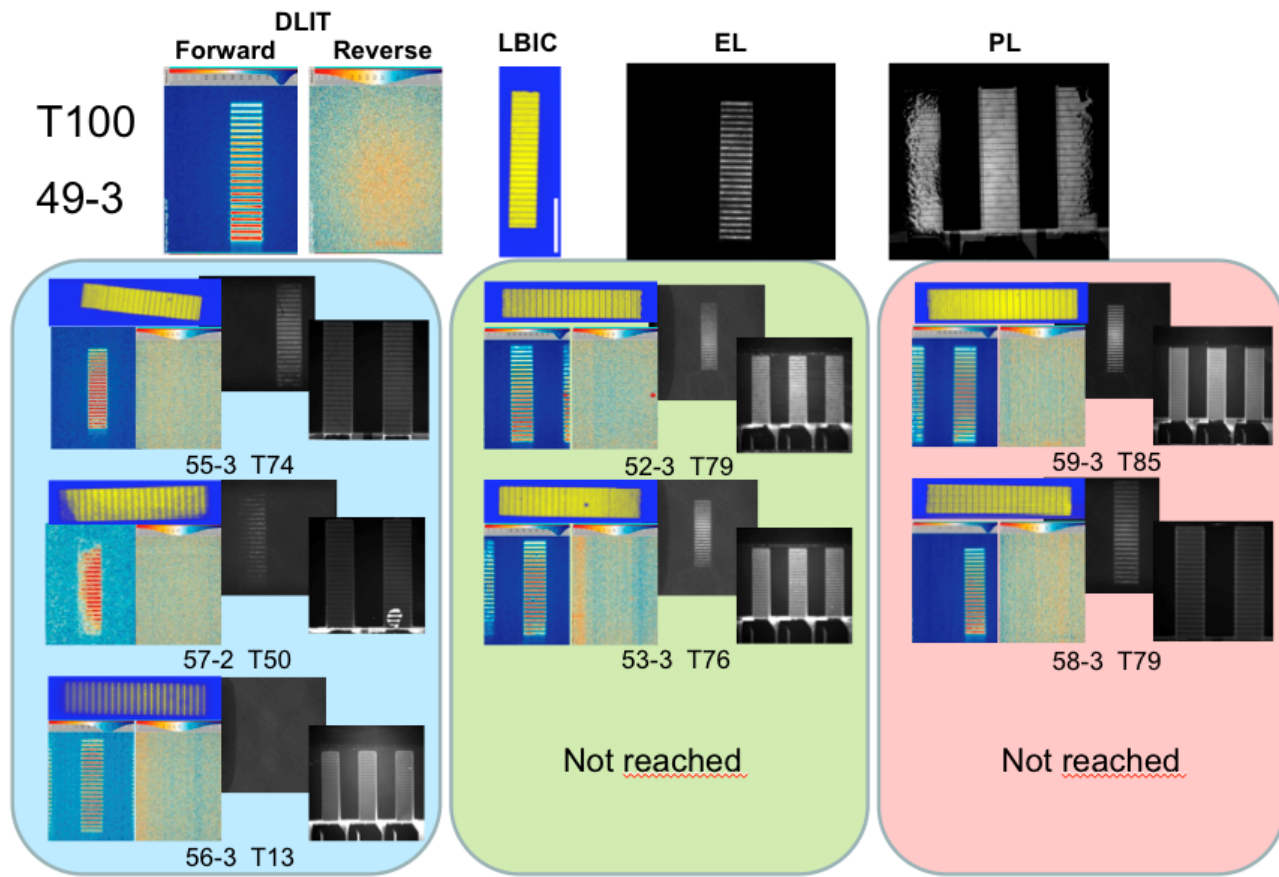 DLIT
Forward Reverse LBIC EL PL
T100
49-3
55-3 T74
52-3 T79
59-3 T85
57-2 T50
53-3 T76
58-3 T79
56-3 T13
Not reached
Not reached